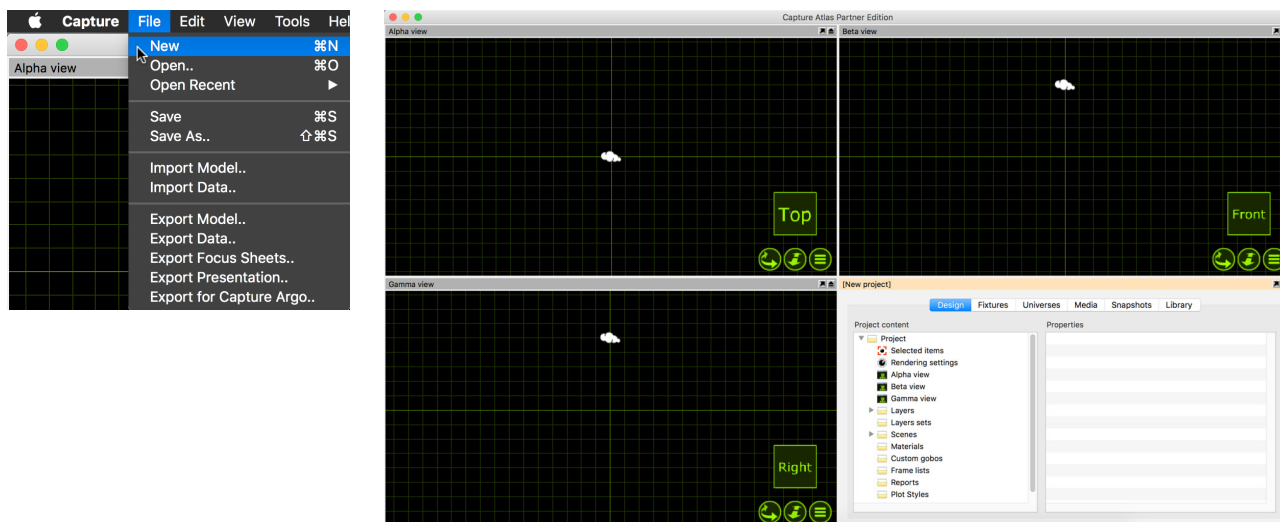 Capture File Edit View Tools Hel
New ⌘N
Alpha view
Open.. ⌘O
Open Recent ▶
Save ⌘S
Save As.. ⇧⌘S
Import Model..
Import Data..
Export Model..
Export Data..
Export Focus Sheets..
Export Presentation..
Export for Capture Argo..
Capture Atlas Partner Edition
Alpha view
Beta view
Top
Front
Gamma view
Right
[New project]
Design Fixtures Universes Media Snapshots Library
Project content Properties
Project
Selected items
Rendering settings
Alpha view
Beta view
Gamma view
Layers
Layers sets
Scenes
Materials
Custom gobos
Frame lists
Reports
Plot Styles